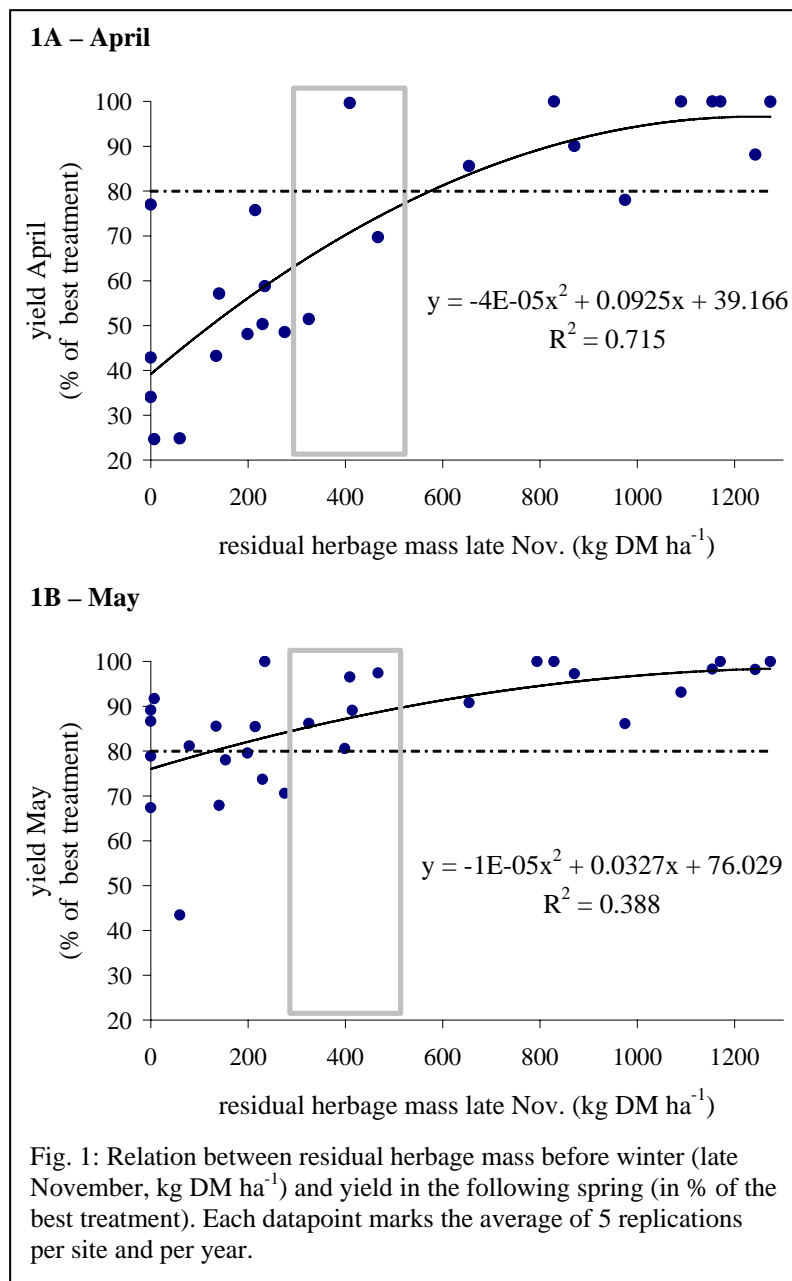 1A – April
100
90
80
70
60
50
40
30
20
yield April
(% of best treatment)
y = -4E-05x² + 0.0925x + 39.166
R² = 0.715
0 200 400 600 800 1000 1200
residual herbage mass late Nov. (kg DM ha⁻¹)
1B – May
100
90
80
70
60
50
40
30
20
yield May
(% of best treatment)
y = -1E-05x² + 0.0327x + 76.029
R² = 0.388
0 200 400 600 800 1000 1200
residual herbage mass late Nov. (kg DM ha⁻¹)
Fig. 1: Relation between residual herbage mass before winter (late
November, kg DM ha⁻¹) and yield in the following spring (in % of the
best treatment). Each datapoint marks the average of 5 replications
per site and per year.